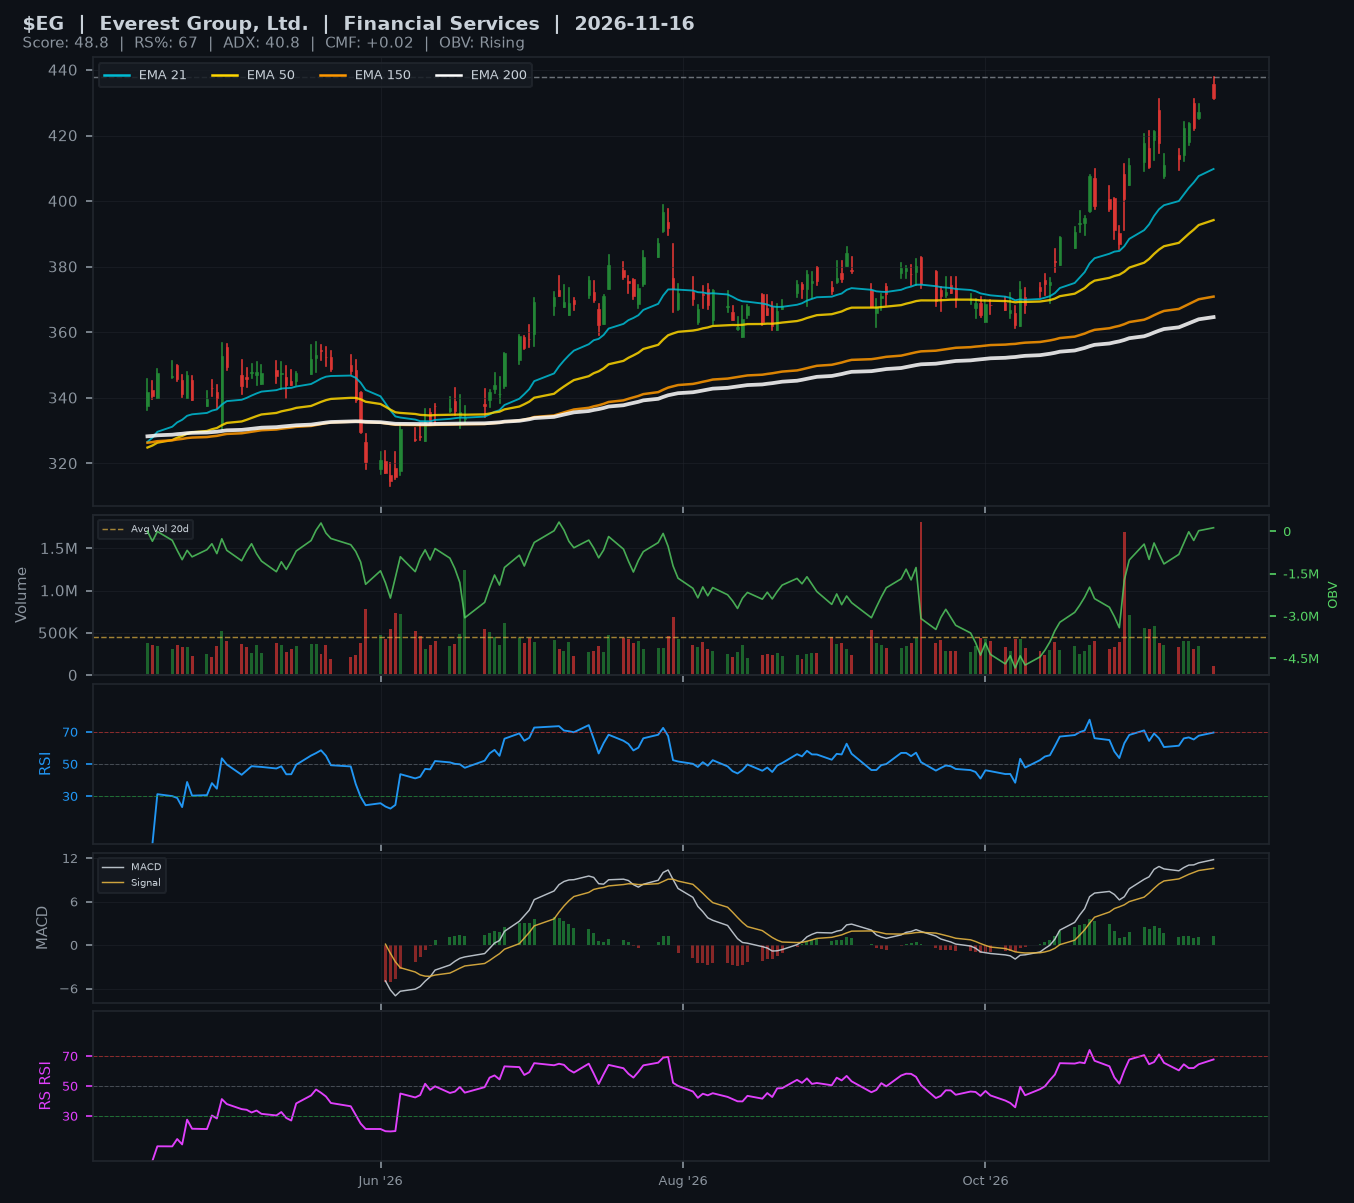 $EG | Everest Group, Ltd. | Financial Services | 2026-11-16
Score: 48.8 | RS%: 67 | ADX: 40.8 | CMF: +0.02 | OBV: Rising
EMA 21 EMA 50 EMA 150 EMA 200
440
420
400
380
360
340
320
Avg Vol 20d
Volume
1.5M
1.0M
500K
0
0
-1.5M
-3.0M
-4.5M
OBV
RSI
70
50
30
MACD
Signal
MACD
12
6
0
−6
RS RSI
70
50
30
Jun '26 Aug '26 Oct '26